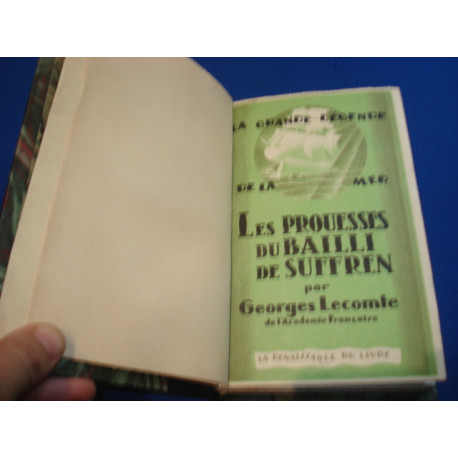 LA GRANDE LÉGENDE
DE LA MER
LES PROUESSES
DU BAILLI
DE SUFFREN
par
Georges Lecomte
de l'Académie Française
LA RENAISSANCE DU LIVRE